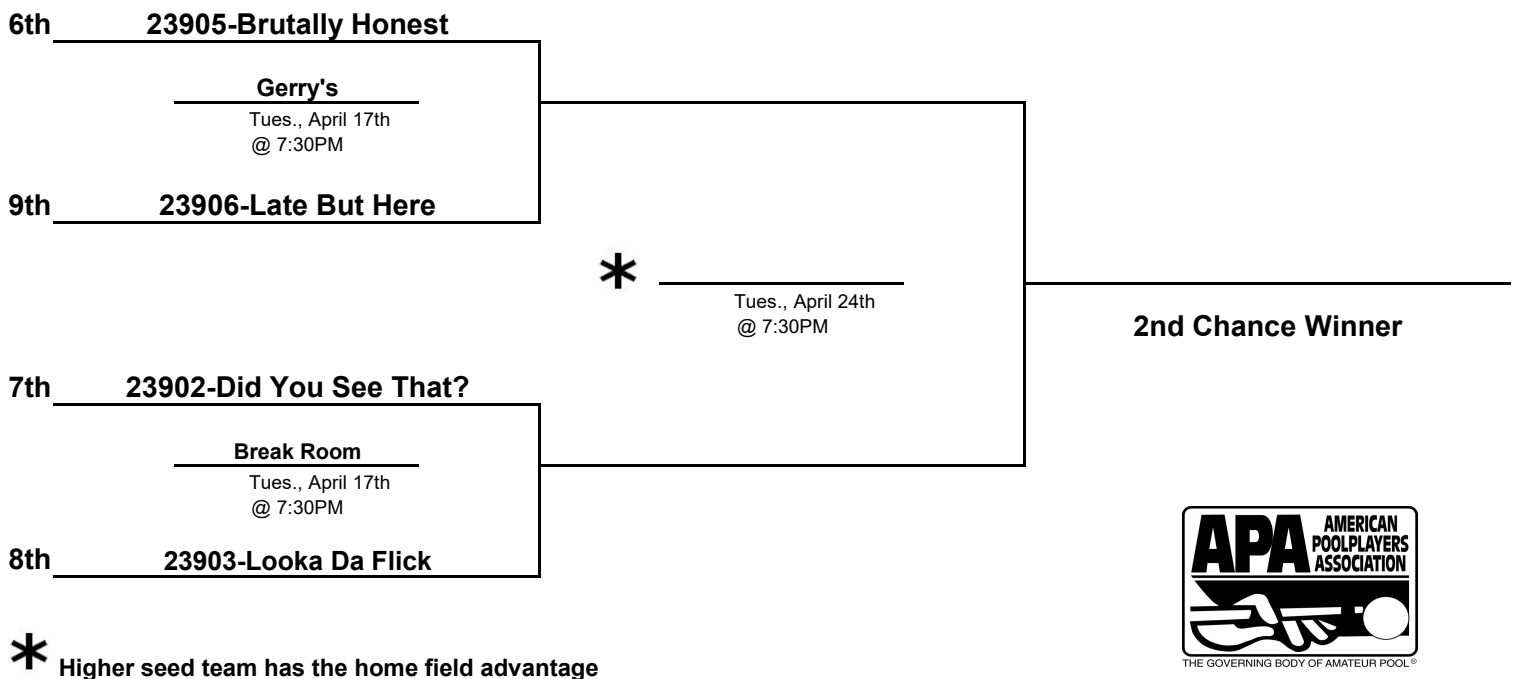 6th 23905-Brutally Honest
Gerry's
Tues., April 17th
@ 7:30PM
9th 23906-Late But Here
*
Tues., April 24th
@ 7:30PM
2nd Chance Winner
7th 23902-Did You See That?
Break Room
Tues., April 17th
@ 7:30PM
8th 23903-Looka Da Flick
* Higher seed team has the home field advantage
APA
AMERICAN
POOLPLAYERS
ASSOCIATION
THE GOVERNING BODY OF AMATEUR POOL®